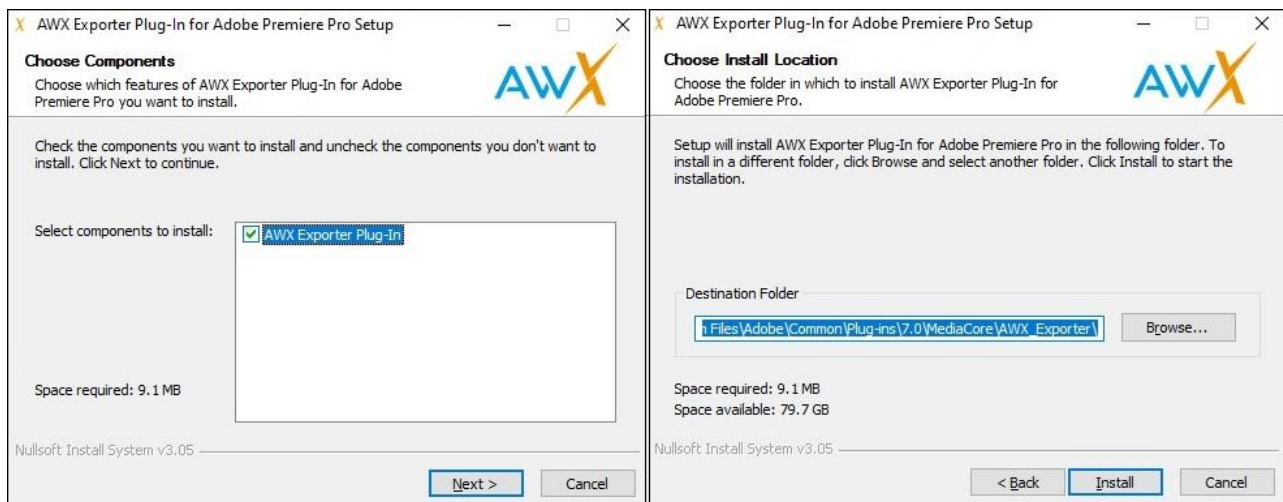 AWX Exporter Plug-In for Adobe Premiere Pro Setup
Choose Components
Choose which features of AWX Exporter Plug-In for Adobe
Premiere Pro you want to install.
AWX
Check the components you want to install and uncheck the components you don't want to
install. Click Next to continue.
Select components to install:
AWX Exporter Plug-In
Space required: 9.1 MB
Nullsoft Install System v3.05
Next >
Cancel
AWX Exporter Plug-In for Adobe Premiere Pro Setup
Choose Install Location
Choose the folder in which to install AWX Exporter Plug-In for
Adobe Premiere Pro.
AWX
Setup will install AWX Exporter Plug-In for Adobe Premiere Pro in the following folder. To
install in a different folder, click Browse and select another folder. Click Install to start the
installation.
Destination Folder
n Files\Adobe\Common\Plug-ins\7.0\MediaCore\AWX_Exporter\
Browse...
Space required: 9.1 MB
Space available: 79.7 GB
Nullsoft Install System v3.05
< Back
Install
Cancel